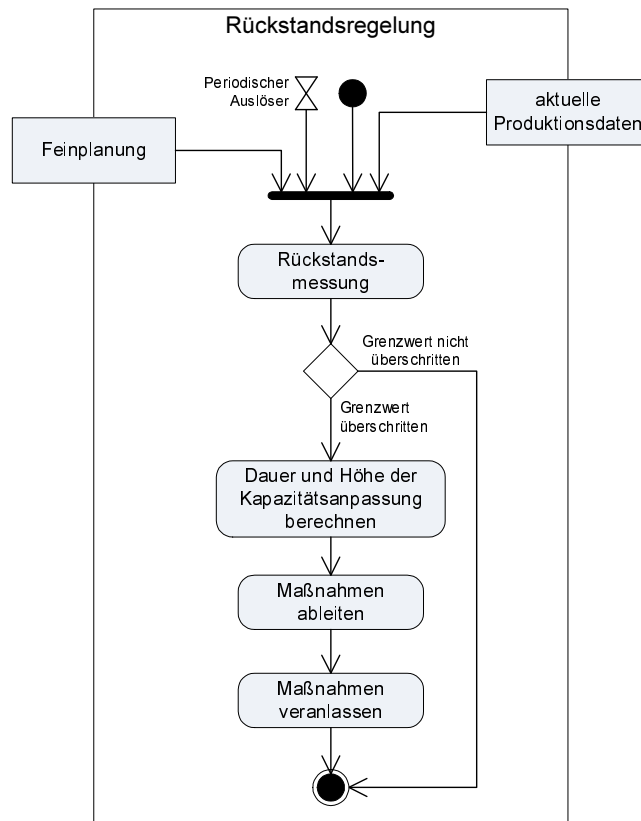 Rückstandsregelung
Periodischer
Auslöser
aktuelle
Produktionsdaten
Feinplanung
Rückstands-
messung
Grenzwert nicht
überschritten
Grenzwert
überschritten
Dauer und Höhe der
Kapazitätsanpassung
berechnen
Maßnahmen
ableiten
Maßnahmen
veranlassen